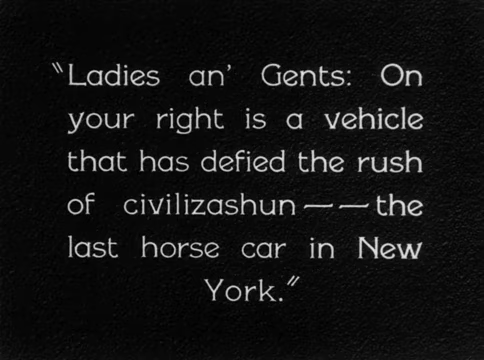 "Ladies an' Gents: On
your right is a vehicle
that has defied the rush
of civilizashun——the
last horse car in New
York."